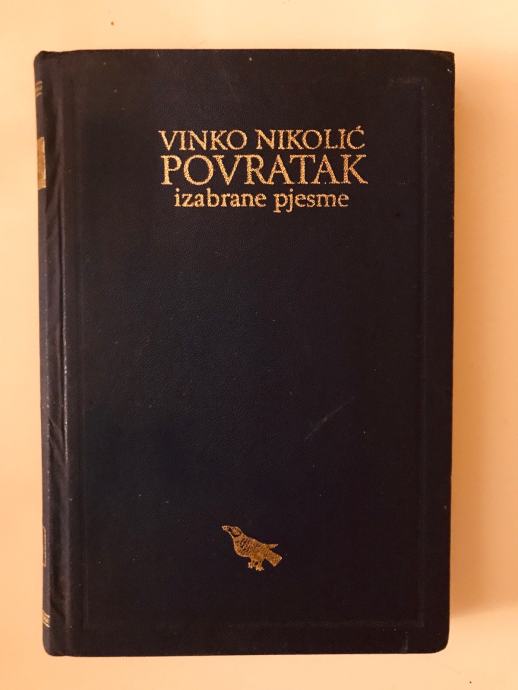 VINKO NIKOLIĆ
POVRATAK
izabrane pjesme